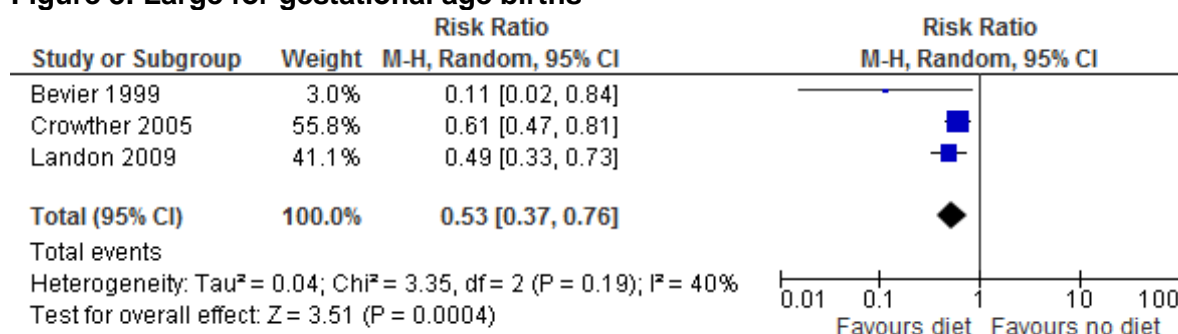 Figure 3: Large for gestational age births
Risk Ratio Risk Ratio
Study or Subgroup Weight M-H, Random, 95% CI M-H, Random, 95% CI
Bevier 1999 3.0% 0.11 [0.02, 0.84]
Crowther 2005 55.8% 0.61 [0.47, 0.81]
Landon 2009 41.1% 0.49 [0.33, 0.73]
Total (95% CI) 100.0% 0.53 [0.37, 0.76]
Total events
Heterogeneity: Tau² = 0.04; Chi² = 3.35, df = 2 (P = 0.19); I² = 40%
0.01 0.1 1 10 100
Test for overall effect: Z = 3.51 (P = 0.0004)
Favours diet Favours no diet